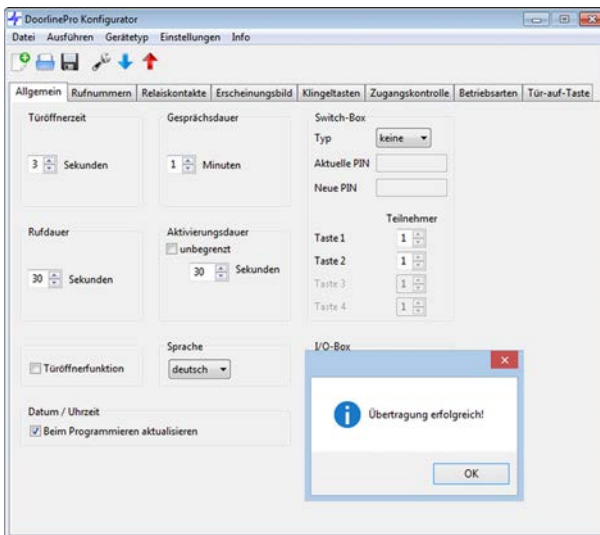 DoorlinePro Konfigurator
Datei Ausführen Gerätetyp Einstellungen Info
Allgemein Rufnummern Relaiskontakte Erscheinungsbild Klingeltasten Zugangskontrolle Betriebsarten Tür-auf-Taste
Türöffnerzeit
3 Sekunden
Gesprächsdauer
1 Minuten
Switch-Box
Typ keine
Aktuelle PIN
Neue PIN
Teilnehmer
Taste 1 1
Taste 2 1
Taste 3 1
Taste 4 1
Rufdauer
30 Sekunden
Aktivierungsdauer
unbegrenzt
30 Sekunden
Türöffnerfunktion
Sprache
deutsch
I/O-Box
Datum / Uhrzeit
Beim Programmieren aktualisieren
Übertragung erfolgreich!
OK